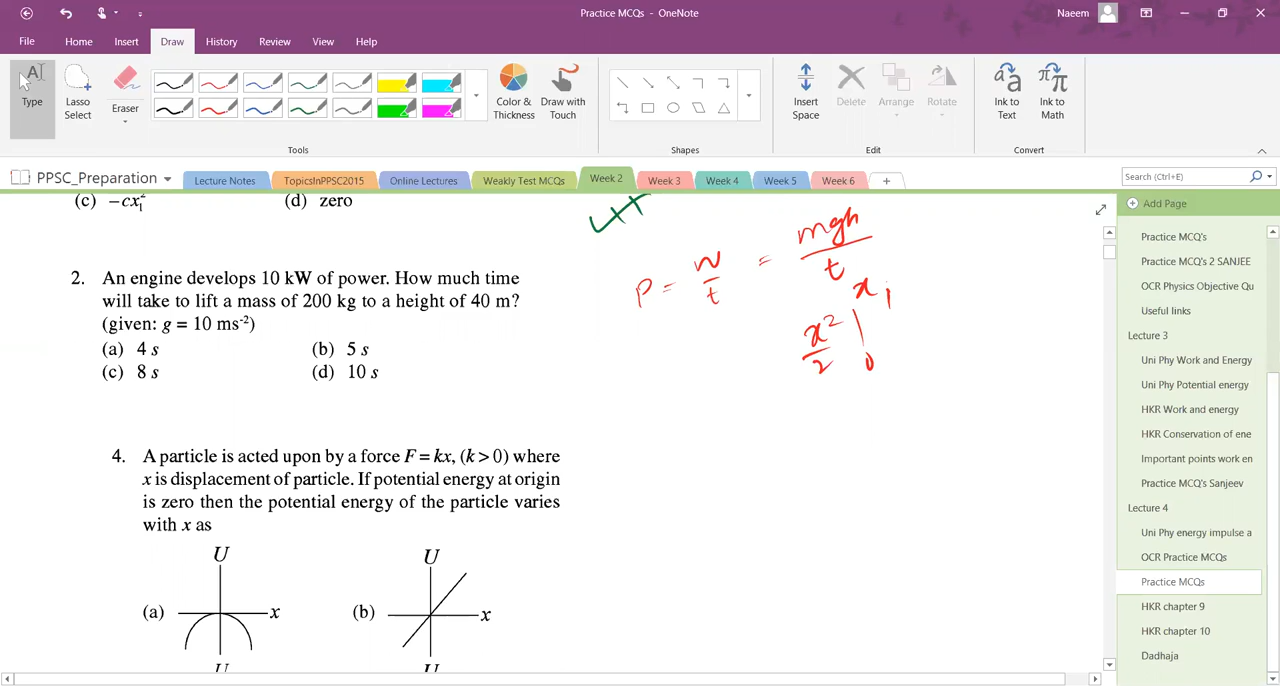 Practice MCQs - OneNote
Naeem
File Home Insert Draw History Review View Help
Type
Lasso Select
Eraser
Color & Thickness
Draw with Touch
Insert Space
Delete
Arrange
Rotate
Ink to Text
Ink to Math
Tools Shapes Edit Convert
PPSC_Preparation
Lecture Notes TopicsInPPSC2015 Online Lectures Weakly Test MCQs Week 2 Week 3 Week 4 Week 5 Week 6 +
Search (Ctrl+E)
(c) −cx₁² (d) zero
2. An engine develops 10 kW of power. How much time
will take to lift a mass of 200 kg to a height of 40 m?
(given: g = 10 ms⁻²)
(a) 4 s (b) 5 s
(c) 8 s (d) 10 s
P = w/t = mgh/t
x²/2 | x₁ 0
4. A particle is acted upon by a force F = kx, (k > 0) where
x is displacement of particle. If potential energy at origin
is zero then the potential energy of the particle varies
with x as
U U
(a) x (b) x
U U
Add Page
Practice MCQ's
Practice MCQ's 2 SANJEE
OCR Physics Objective Qu
Useful links
Lecture 3
Uni Phy Work and Energy
Uni Phy Potential energy
HKR Work and energy
HKR Conservation of ene
Important points work en
Practice MCQ's Sanjeev
Lecture 4
Uni Phy energy impulse a
OCR Practice MCQs
Practice MCQs
HKR chapter 9
HKR chapter 10
Dadhaja